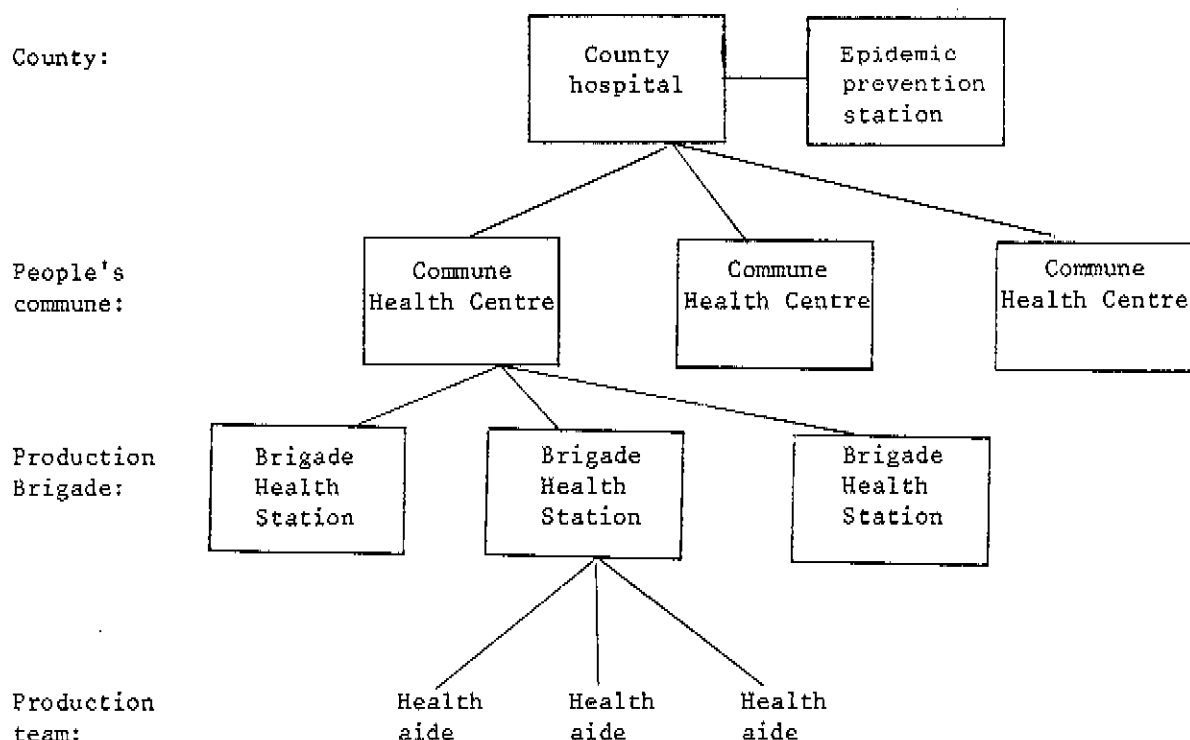 County:
County
hospital
Epidemic
prevention
station
People's
commune:
Commune
Health Centre
Commune
Health Centre
Commune
Health Centre
Production
Brigade:
Brigade
Health
Station
Brigade
Health
Station
Brigade
Health
Station
Production
team:
Health
aide
Health
aide
Health
aide